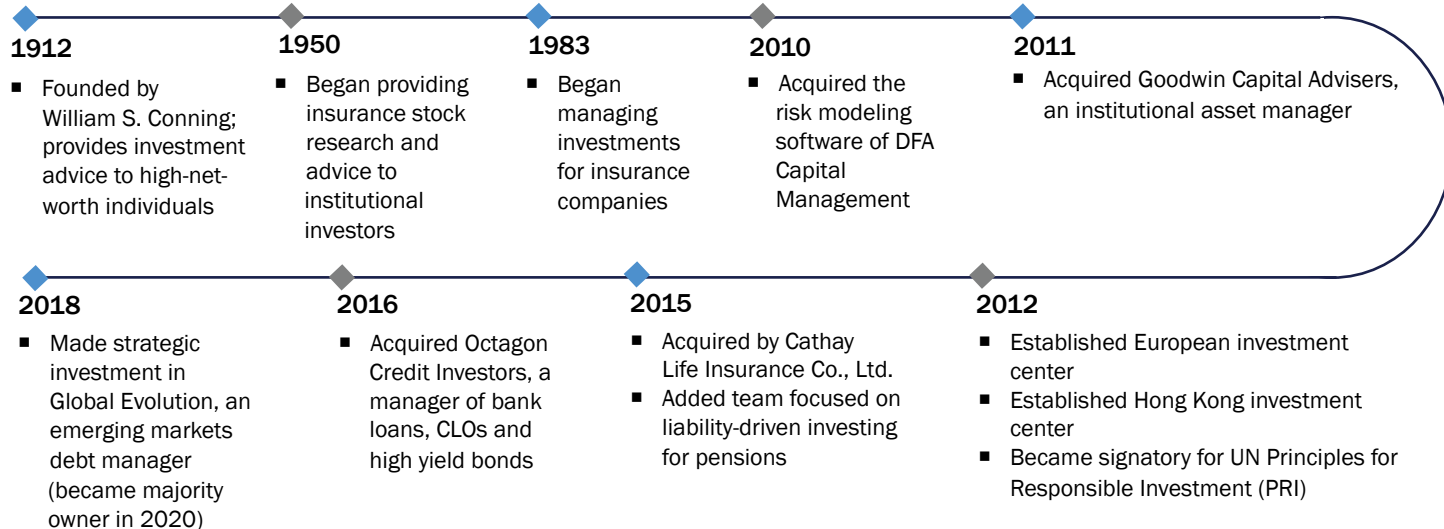 1912
■ Founded by
William S. Conning;
provides investment
advice to high-net-
worth individuals
1950
■ Began providing
insurance stock
research and
advice to
institutional
investors
1983
■ Began
managing
investments
for insurance
companies
2010
■ Acquired the
risk modeling
software of DFA
Capital
Management
2011
■ Acquired Goodwin Capital Advisers,
an institutional asset manager
2018
■ Made strategic
investment in
Global Evolution, an
emerging markets
debt manager
(became majority
owner in 2020)
2016
■ Acquired Octagon
Credit Investors, a
manager of bank
loans, CLOs and
high yield bonds
2015
■ Acquired by Cathay
Life Insurance Co., Ltd.
■ Added team focused on
liability-driven investing
for pensions
2012
■ Established European investment
center
■ Established Hong Kong investment
center
■ Became signatory for UN Principles for
Responsible Investment (PRI)